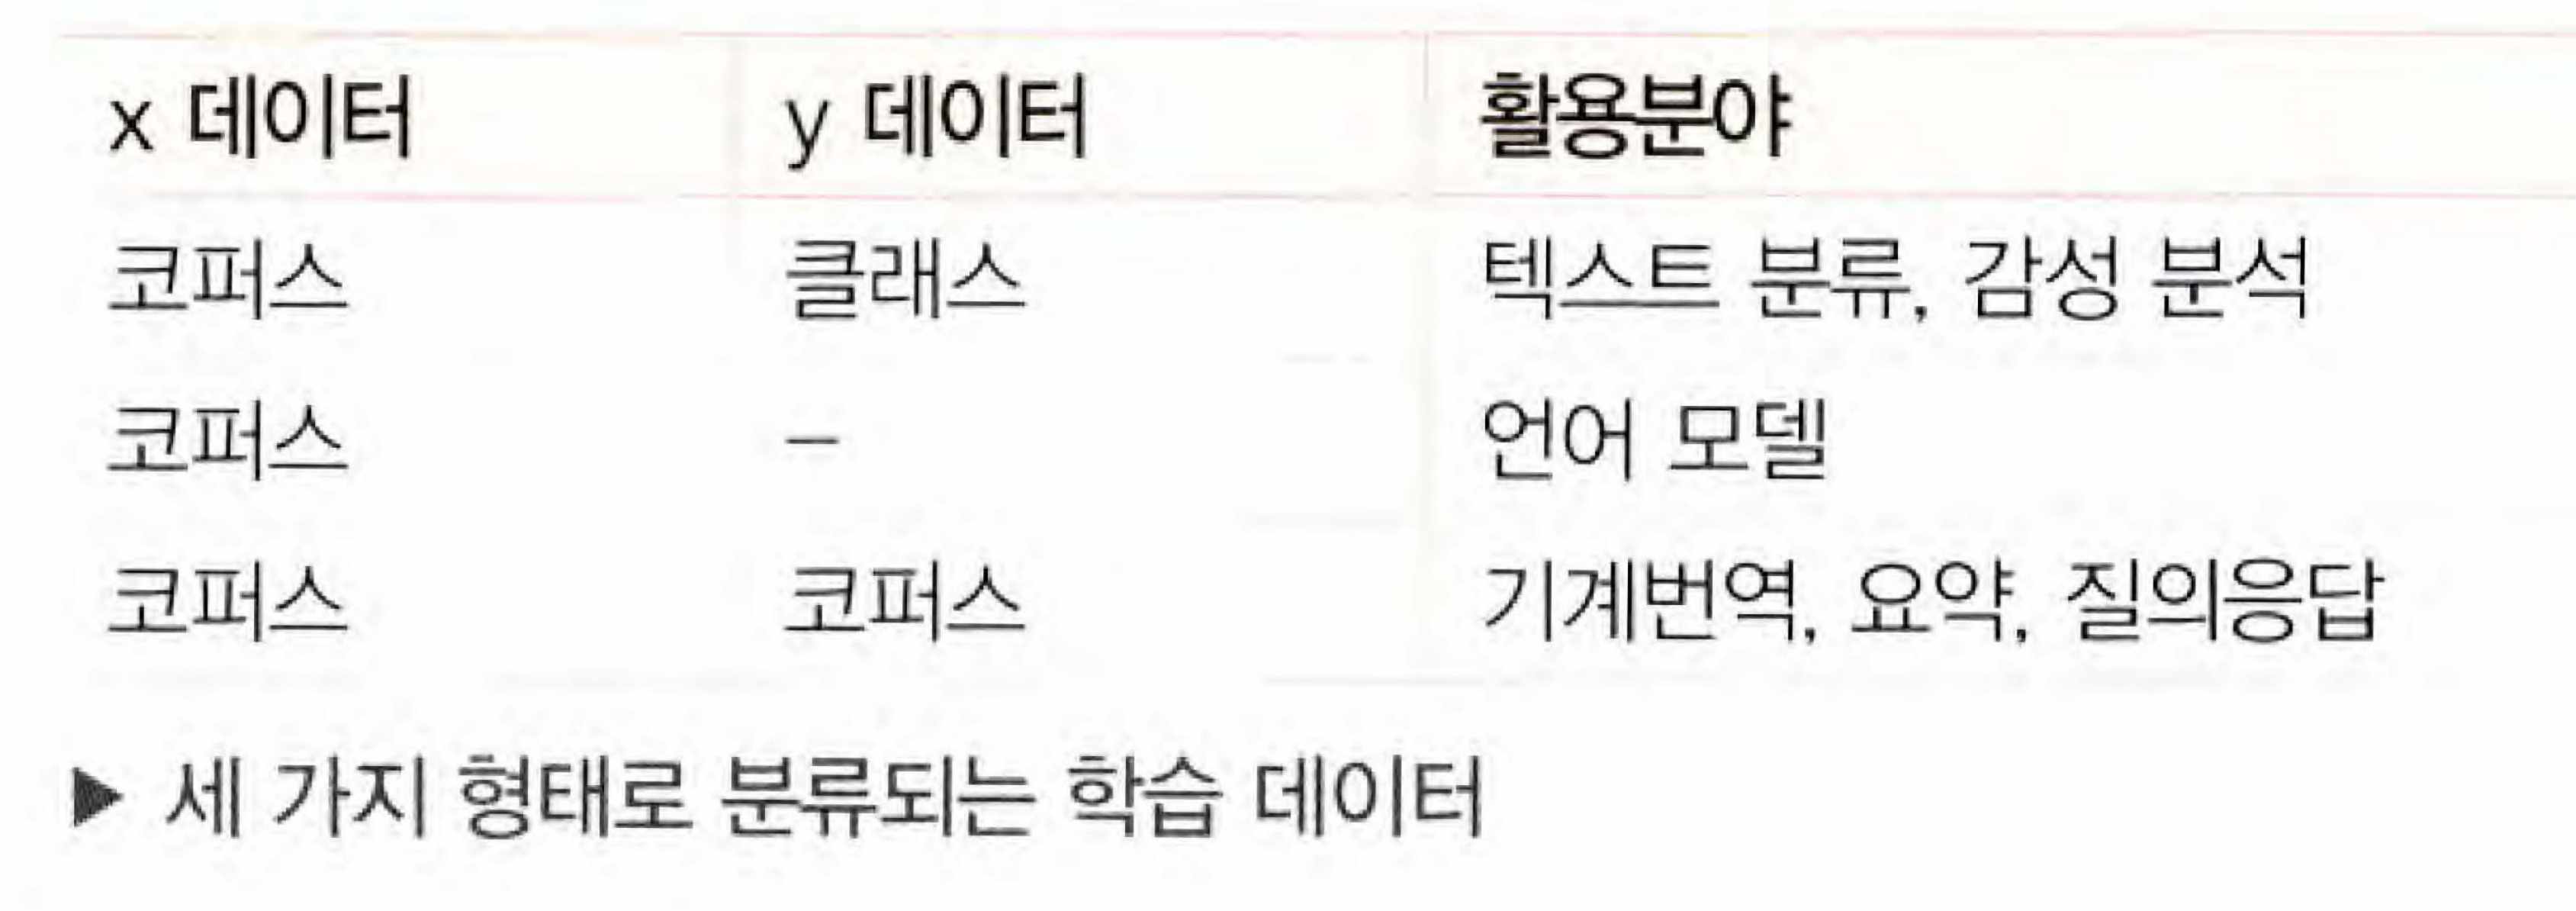 x 데이터 y 데이터 활용분야
코퍼스 클래스 텍스트 분류, 감성 분석
코퍼스 – 언어 모델
코퍼스 코퍼스 기계번역, 요약, 질의응답
▶ 세 가지 형태로 분류되는 학습 데이터